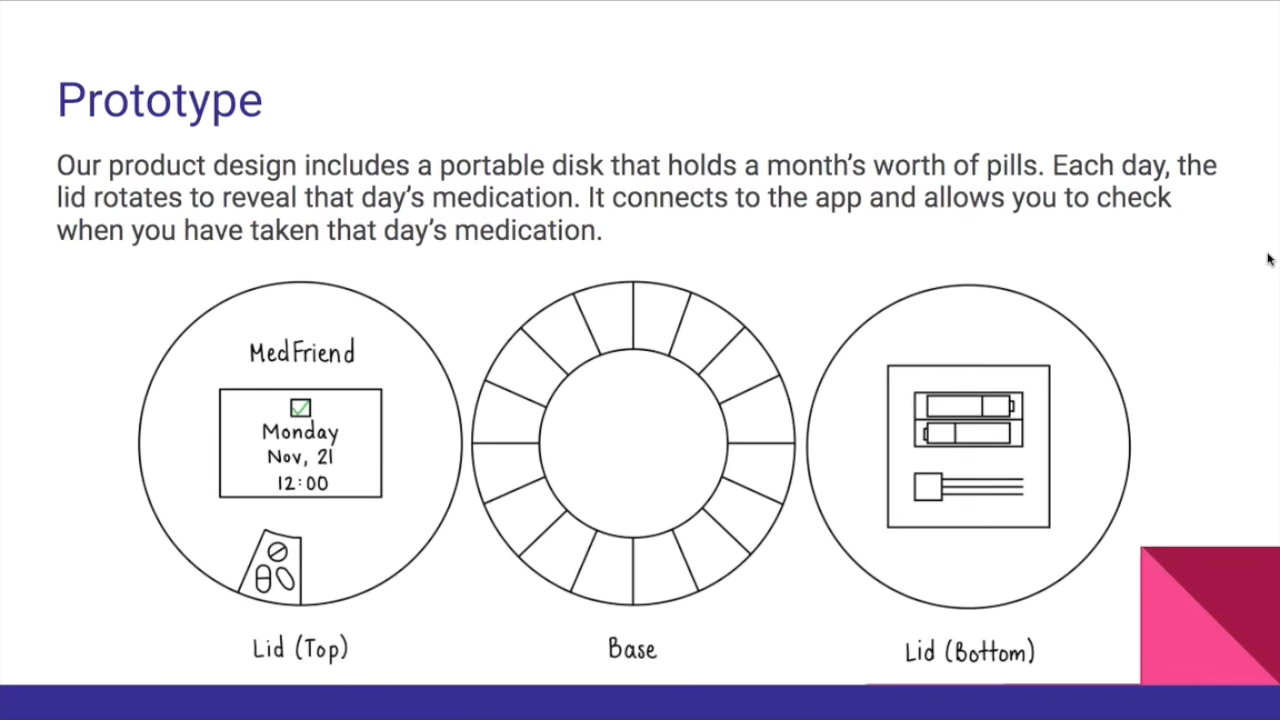 Prototype
Our product design includes a portable disk that holds a month's worth of pills. Each day, the
lid rotates to reveal that day's medication. It connects to the app and allows you to check
when you have taken that day's medication.
MedFriend
Monday
Nov, 21
12:00
Lid (Top)
Base
Lid (Bottom)